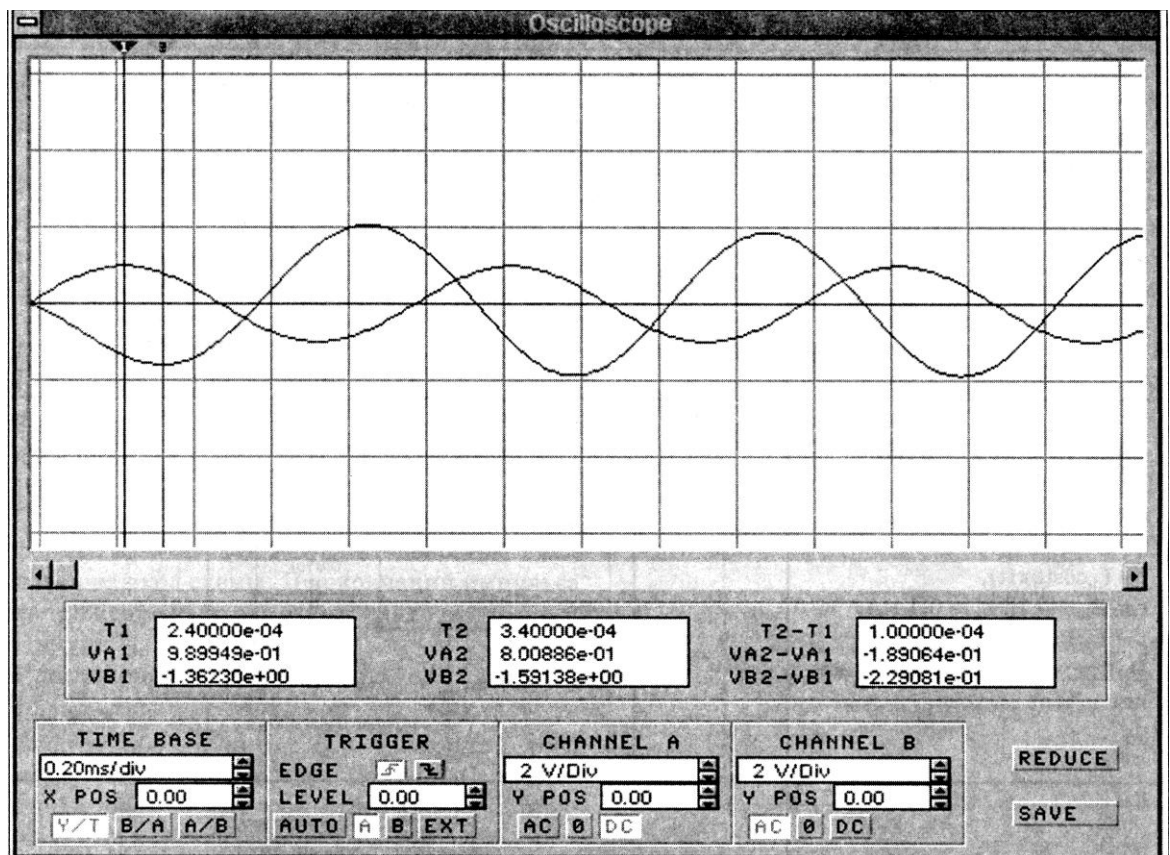 Oscilloscope
1 2
T1 2.40000e-04 T2 3.40000e-04 T2-T1 1.00000e-04
VA1 9.89949e-01 VA2 8.00886e-01 VA2-VA1 -1.89064e-01
VB1 -1.36230e+00 VB2 -1.59138e+00 VB2-VB1 -2.29081e-01
TIME BASE TRIGGER CHANNEL A CHANNEL B
0.20ms/div EDGE 2 V/Div 2 V/Div REDUCE
X POS 0.00 LEVEL 0.00 Y POS 0.00 Y POS 0.00
Y/T B/A A/B AUTO A B EXT AC 0 DC AC 0 DC SAVE